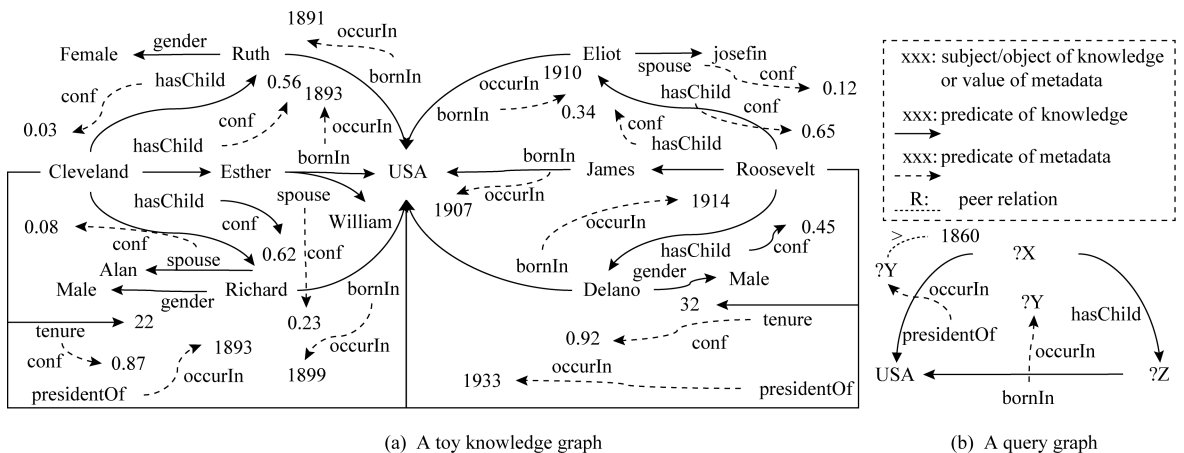 1891
occurIn
Female
gender
Ruth
bornIn
Eliot
spouse
josefin
conf
0.12
hasChild
0.56
1893
conf
0.03
hasChild
conf
occurIn
occurIn
1910
bornIn
0.34
conf
hasChild
hasChild
conf
0.65
Cleveland
Esther
bornIn
USA
bornIn
James
Roosevelt
hasChild
spouse
William
occurIn
1907
1914
0.08
conf
conf
0.62
conf
occurIn
hasChild
0.45
conf
Alan
spouse
bornIn
gender
Male
gender
Richard
bornIn
Delano
Male
tenure
22
0.23
32
tenure
conf
0.87
1893
occurIn
0.92
conf
presidentOf
occurIn
1899
1933
occurIn
presidentOf
(a) A toy knowledge graph
xxx: subject/object of knowledge
or value of metadata
xxx: predicate of knowledge
xxx: predicate of metadata
R: peer relation
>
1860
?Y
?X
occurIn
?Y
hasChild
presidentOf
occurIn
USA
?Z
bornIn
(b) A query graph